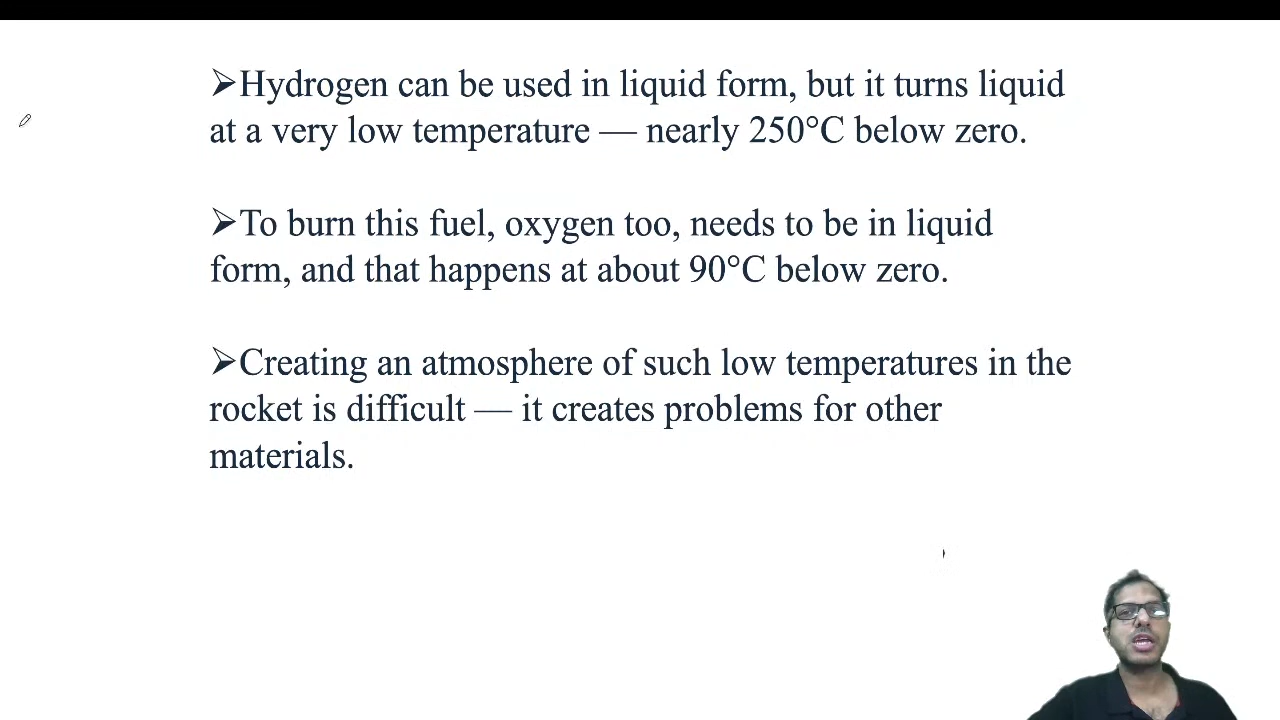 ➢Hydrogen can be used in liquid form, but it turns liquid
at a very low temperature — nearly 250°C below zero.
➢To burn this fuel, oxygen too, needs to be in liquid
form, and that happens at about 90°C below zero.
➢Creating an atmosphere of such low temperatures in the
rocket is difficult — it creates problems for other
materials.